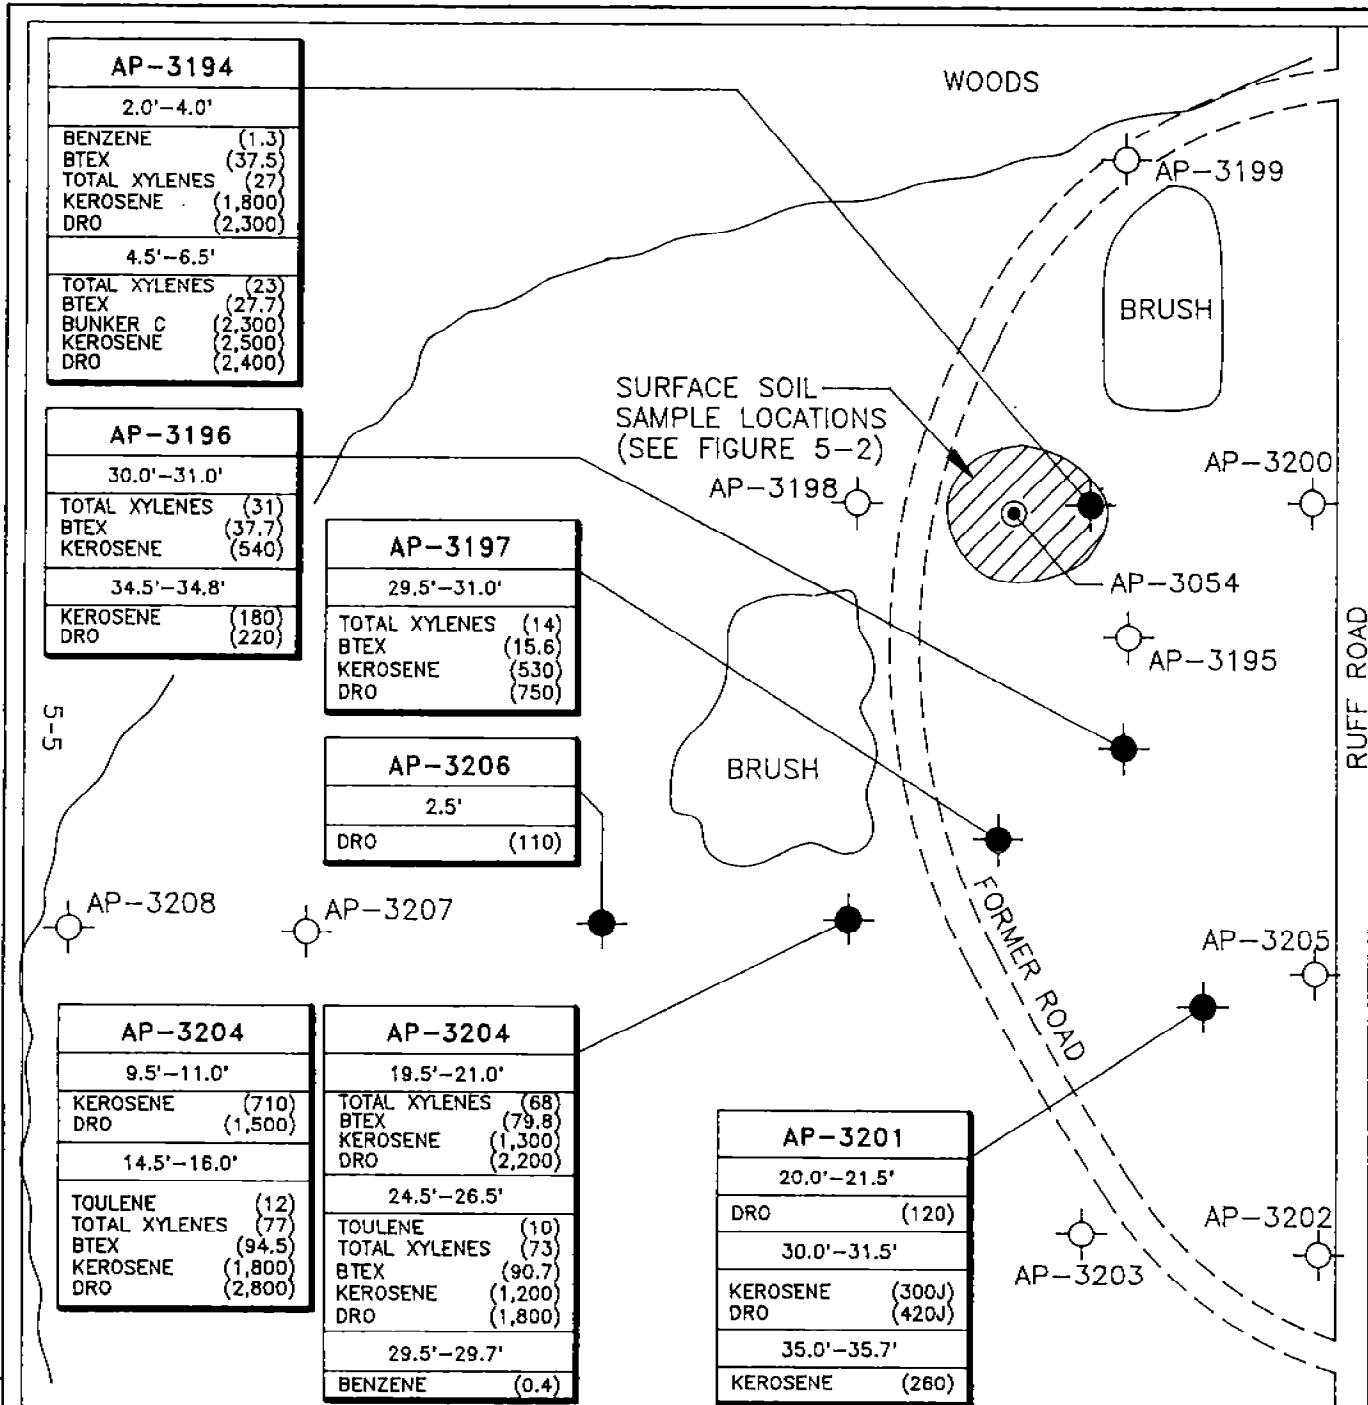 AP-3194
2.0'-4.0'
BENZENE (1.3)
BTEX (37.5)
TOTAL XYLENES (27)
KEROSENE (1,800)
DRO (2,300)
4.5'-6.5'
TOTAL XYLENES (23)
BTEX (27.7)
BUNKER C (2,300)
KEROSENE (2,500)
DRO (2,400)
AP-3196
30.0'-31.0'
TOTAL XYLENES (31)
BTEX (37.7)
KEROSENE (540)
34.5'-34.8'
KEROSENE (180)
DRO (220)
AP-3197
29.5'-31.0'
TOTAL XYLENES (14)
BTEX (15.6)
KEROSENE (530)
DRO (750)
AP-3206
2.5'
DRO (110)
WOODS
AP-3199
BRUSH
SURFACE SOIL
SAMPLE LOCATIONS
(SEE FIGURE 5-2)
AP-3198
AP-3200
AP-3054
AP-3195
RUFF ROAD
BRUSH
5-5
AP-3208
AP-3207
FORMER ROAD
AP-3205
AP-3204
9.5'-11.0'
KEROSENE (710)
DRO (1,500)
14.5'-16.0'
TOULENE (12)
TOTAL XYLENES (77)
BTEX (94.5)
KEROSENE (1,800)
DRO (2,800)
AP-3204
19.5'-21.0'
TOTAL XYLENES (68)
BTEX (79.8)
KEROSENE (1,300)
DRO (2,200)
24.5'-26.5'
TOULENE (10)
TOTAL XYLENES (73)
BTEX (90.7)
KEROSENE (1,200)
DRO (1,800)
29.5'-29.7'
BENZENE (0.4)
AP-3201
20.0'-21.5'
DRO (120)
30.0'-31.5'
KEROSENE (300J)
DRO (420J)
35.0'-35.7'
KEROSENE (260)
AP-3203
AP-3202